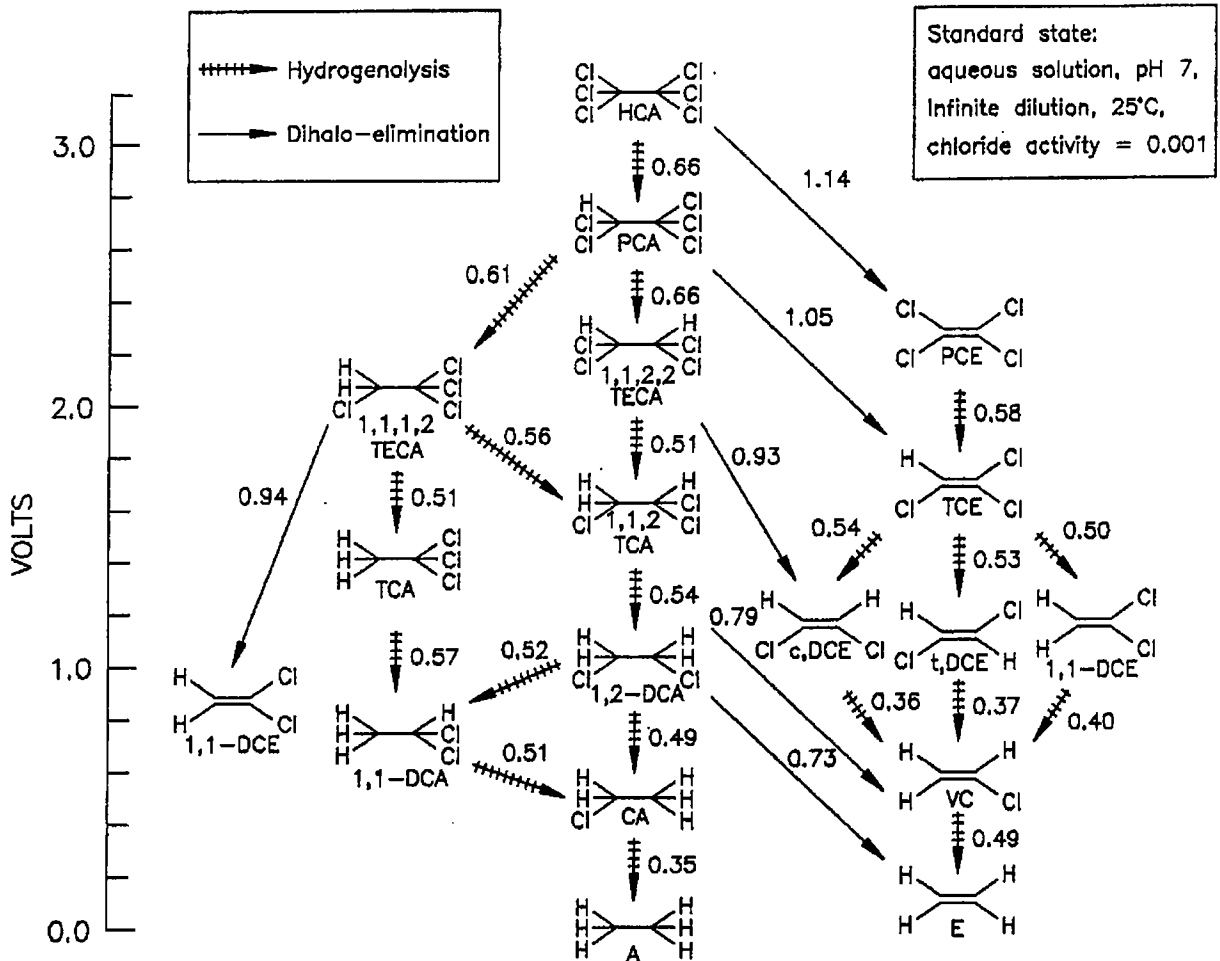 Hydrogenolysis
Dihalo-elimination
Standard state:
aqueous solution, pH 7,
Infinite dilution, 25°C,
chloride activity = 0.001
VOLTS
3.0
2.0
1.0
0.0
Cl Cl
Cl Cl
Cl Cl
HCA
0.66
1.14
H Cl
Cl Cl
Cl Cl
PCA
0.61
0.66
1.05
Cl Cl
Cl Cl
PCE
H H
Cl Cl
Cl Cl
1,1,2,2
TECA
H Cl
H Cl
Cl Cl
1,1,1,2
TECA
0.58
0.94
0.51
0.56
0.51
0.93
H Cl
Cl Cl
TCE
H H
H Cl
Cl Cl
1,1,2
TCA
H Cl
H Cl
H Cl
TCA
0.54
0.53
0.50
0.57
0.52
0.54
0.79
H H
Cl Cl
c,DCE
H Cl
Cl H
t,DCE
H Cl
H Cl
1,1-DCE
H Cl
H Cl
1,1-DCE
H H
H H
Cl Cl
1,2-DCA
0.36
0.37
0.40
H H
H Cl
H Cl
1,1-DCA
0.51
0.49
0.73
H H
H Cl
VC
H H
H H
Cl H
CA
0.35
0.49
H H
H H
E
H H
H H
H H
A